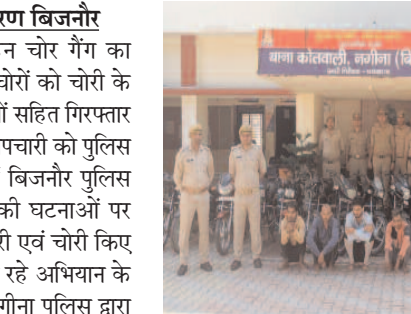 रण बिजनौर
न चोर गैंग का
चोरों को चोरी के
ों सहित गिरफ्तार
पचारी को पुलिस
बिजनौर पुलिस
की घटनाओं पर
री एवं चोरी किए
रहे अभियान के
गीना पुलिस द्वारा
थाना कोतवाली, नगीना (बि